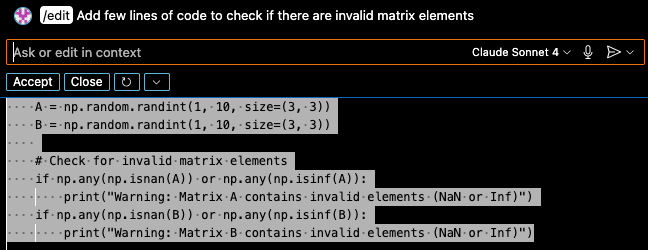 /edit Add few lines of code to check if there are invalid matrix elements
Ask or edit in context
Claude Sonnet 4
Accept Close
A = np.random.randint(1, 10, size=(3, 3))
B = np.random.randint(1, 10, size=(3, 3))
# Check for invalid matrix elements
if np.any(np.isnan(A)) or np.any(np.isinf(A)):
print("Warning: Matrix A contains invalid elements (NaN or Inf)")
if np.any(np.isnan(B)) or np.any(np.isinf(B)):
print("Warning: Matrix B contains invalid elements (NaN or Inf)")